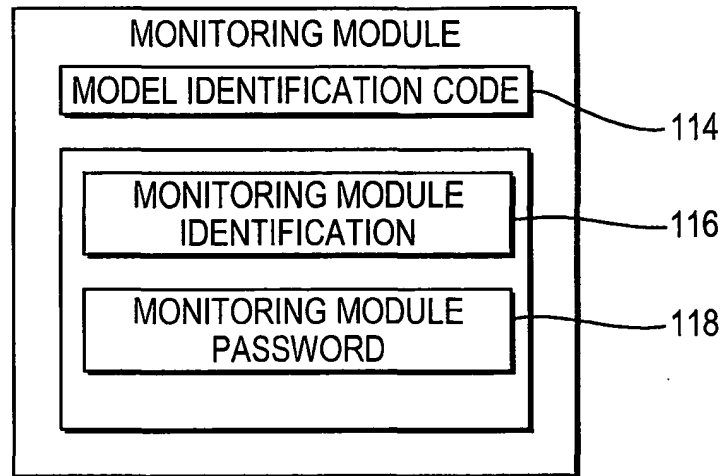 MONITORING MODULE
MODEL IDENTIFICATION CODE
114
MONITORING MODULE
IDENTIFICATION
116
MONITORING MODULE
PASSWORD
118